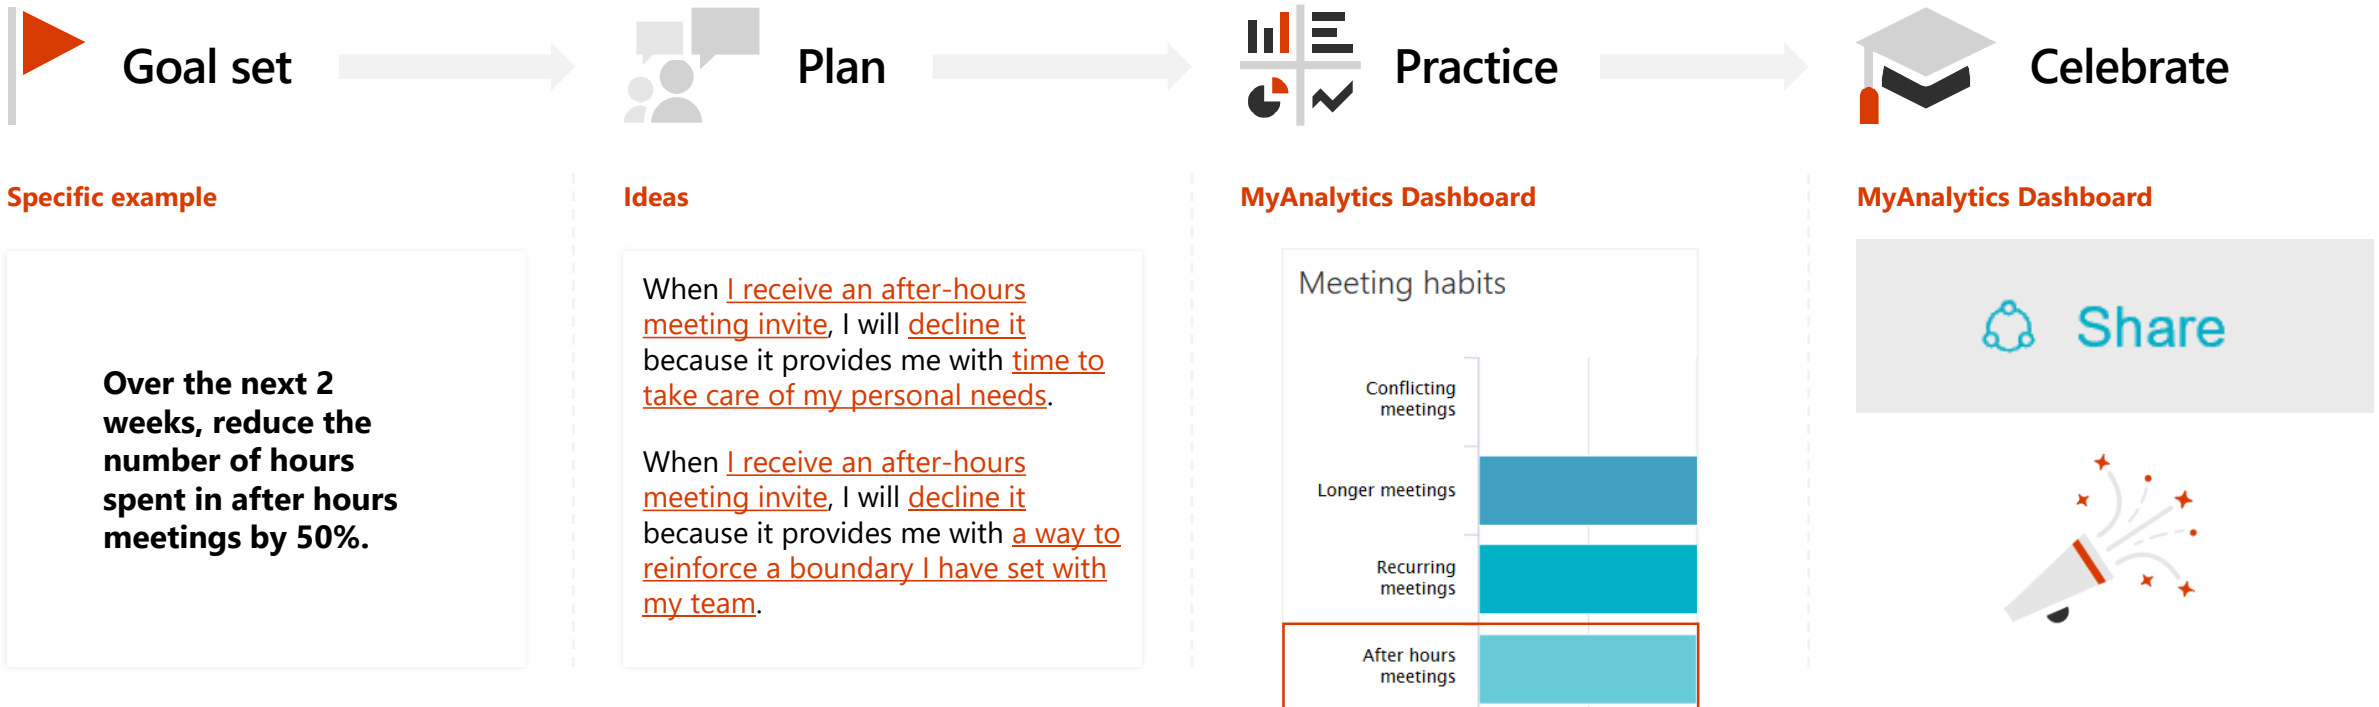 Goal set
Plan
Practice
Celebrate
Specific example
Over the next 2
weeks, reduce the
number of hours
spent in after hours
meetings by 50%.
Ideas
When I receive an after-hours
meeting invite, I will decline it
because it provides me with time to
take care of my personal needs.
When I receive an after-hours
meeting invite, I will decline it
because it provides me with a way to
reinforce a boundary I have set with
my team.
MyAnalytics Dashboard
Meeting habits
Conflicting
meetings
Longer meetings
Recurring
meetings
After hours
meetings
MyAnalytics Dashboard
Share